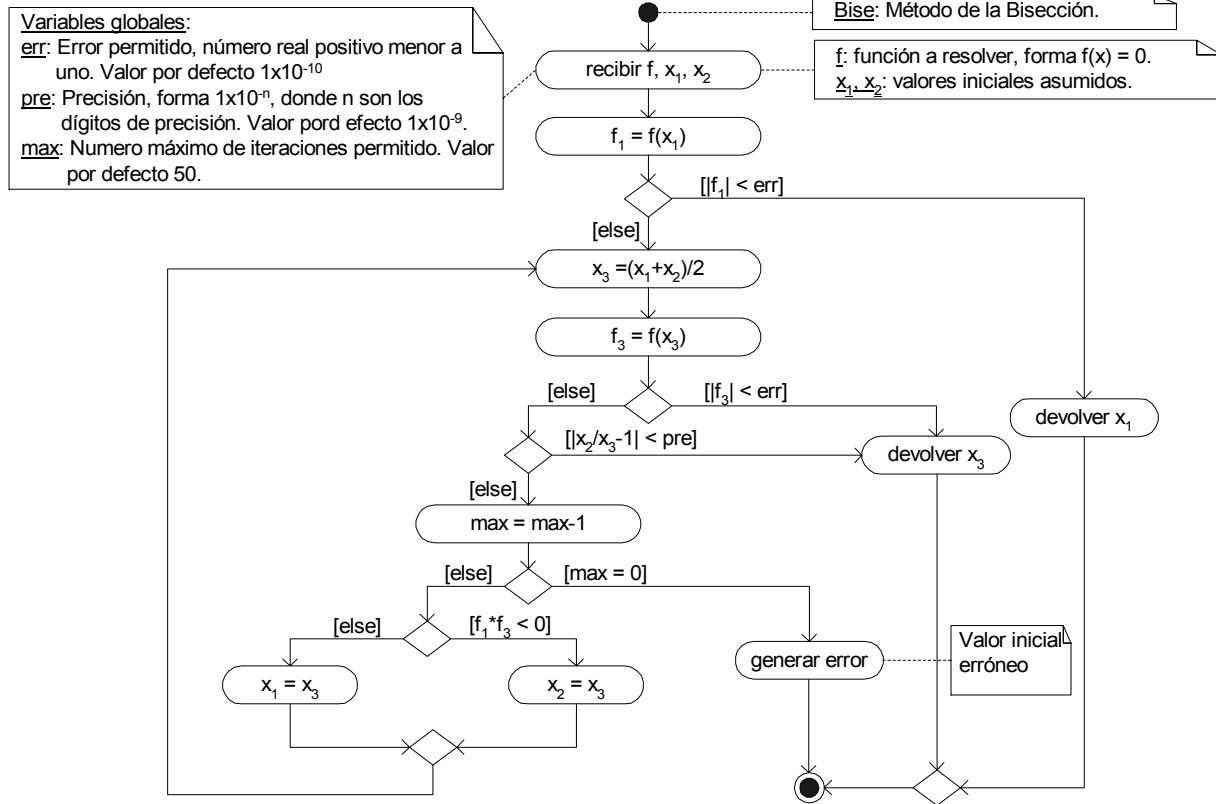 Variables globales:
err: Error permitido, número real positivo menor a
uno. Valor por defecto 1x10⁻¹⁰
pre: Precisión, forma 1x10⁻ⁿ, donde n son los
dígitos de precisión. Valor pord efecto 1x10⁻⁹.
max: Numero máximo de iteraciones permitido. Valor
por defecto 50.
Bise: Método de la Bisección.
f: función a resolver, forma f(x) = 0.
x₁, x₂: valores iniciales asumidos.
recibir f, x₁, x₂
f₁ = f(x₁)
[|f₁| < err]
[else]
x₃ =(x₁+x₂)/2
f₃ = f(x₃)
[else]
[|f₃| < err]
devolver x₁
[|x₂/x₃-1| < pre]
devolver x₃
[else]
max = max-1
[else]
[max = 0]
[else]
[f₁*f₃ < 0]
Valor inicial
erróneo
generar error
x₁ = x₃
x₂ = x₃